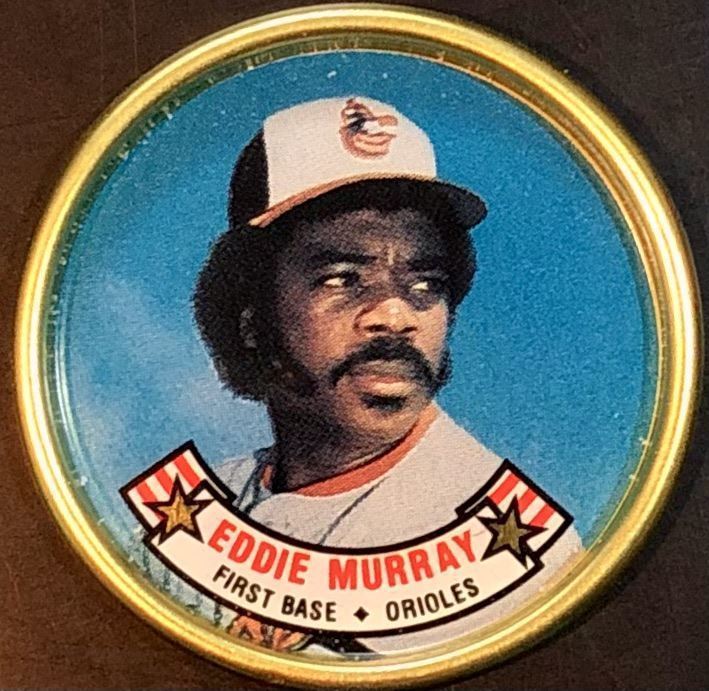 EDDIE MURRAY
FIRST BASE ♦ ORIOLES